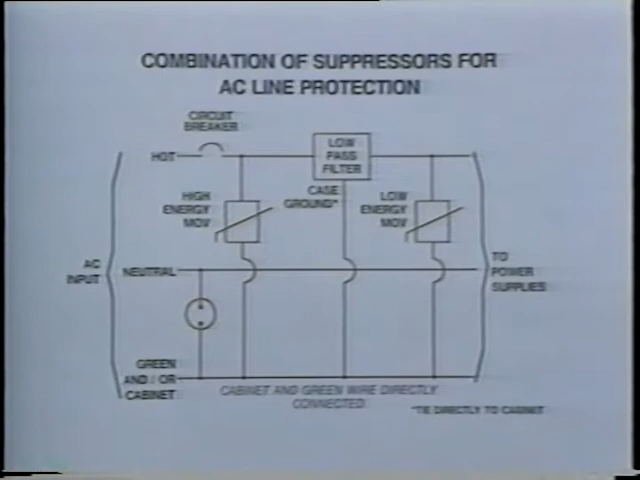 COMBINATION OF SUPPRESSORS FOR
AC LINE PROTECTION
CIRCUIT
BREAKER
HOT
LOW
PASS
FILTER
HIGH
ENERGY
MOV
CASE
GROUND*
LOW
ENERGY
MOV
AC
INPUT
NEUTRAL
TO
POWER
SUPPLIES
GREEN
AND / OR
CABINET
CABINET AND GREEN WIRE DIRECTLY
CONNECTED
*TIE DIRECTLY TO CABINET